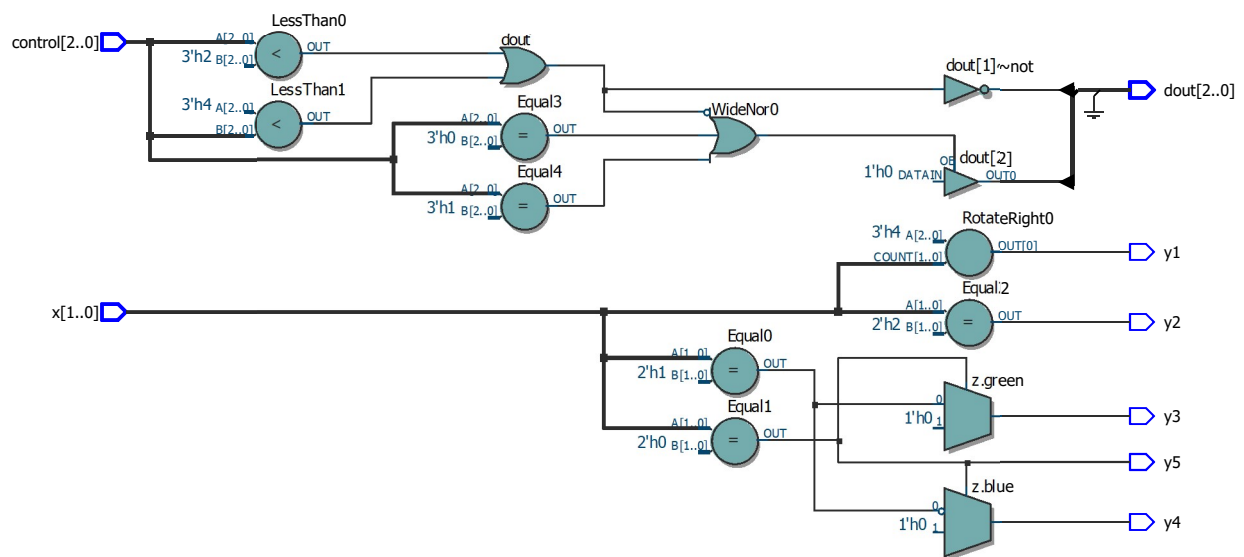 LessThan0
control[2..0]
A[2..0]
3'h2 B[2..0]
OUT
dout
LessThan1
3'h4 A[2..0]
B[2..0]
OUT
dout[1]~not
dout[2..0]
Equal3
A[2..0]
3'h0 B[2..0]
OUT
WideNor0
Equal4
A[2..0]
3'h1 B[2..0]
OUT
dout[2]
OE
1'h0 DATAIN
OUT0
RotateRight0
3'h4 A[2..0]
COUNT[1..0]
OUT[0]
y1
x[1..0]
Equal2
A[1..0]
2'h2 B[1..0]
OUT
y2
Equal0
A[1..0]
2'h1 B[1..0]
OUT
z.green
0
1'h0 1
y3
Equal1
A[1..0]
2'h0 B[1..0]
OUT
y5
z.blue
0
1'h0 1
y4